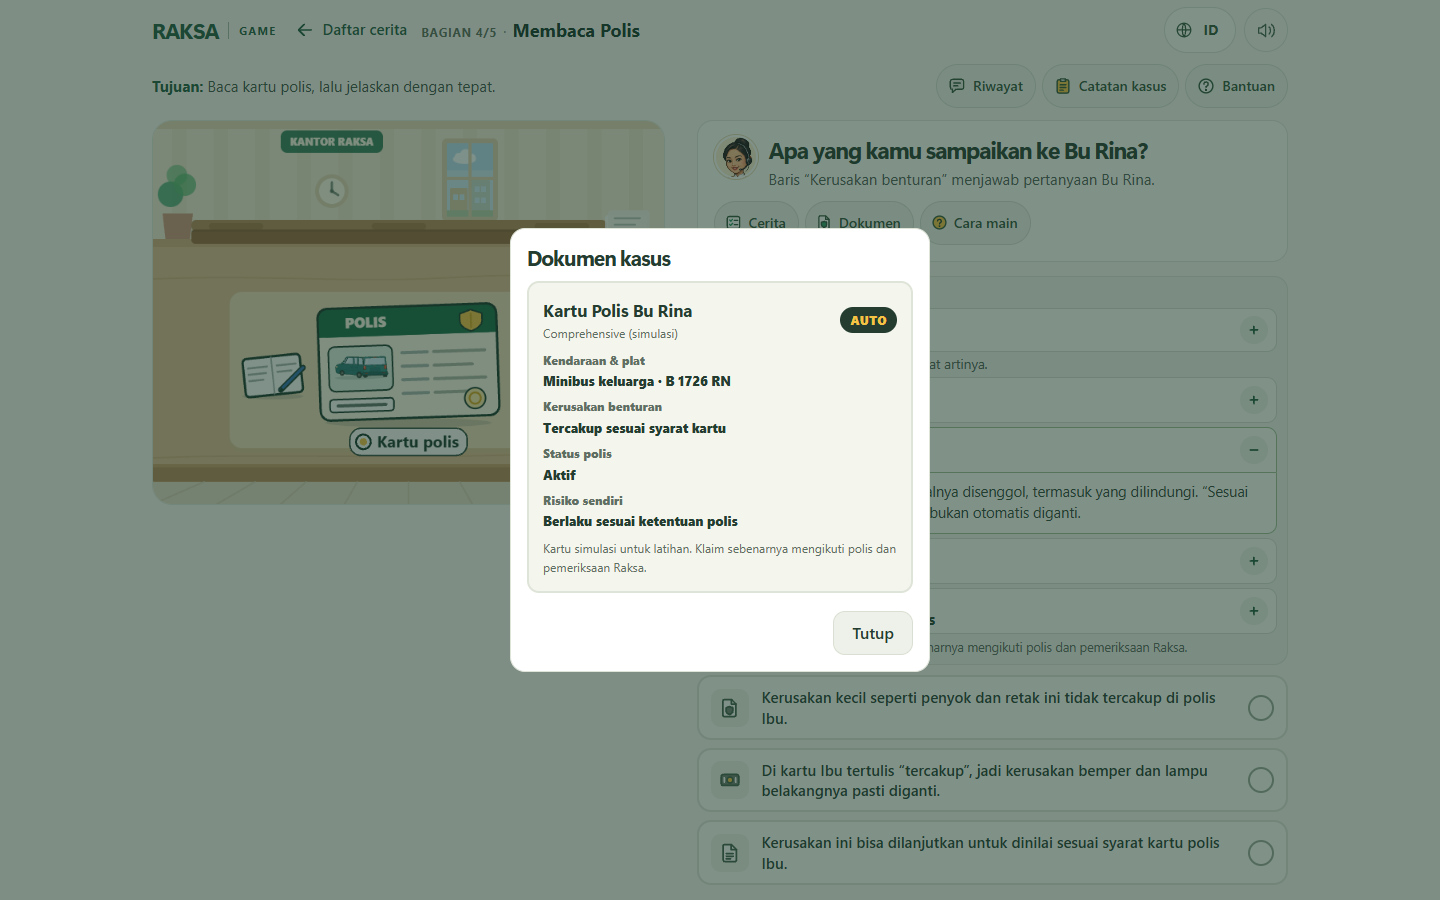 RAKSA GAME Daftar cerita BAGIAN 4/5 · Membaca Polis ID
Tujuan: Baca kartu polis, lalu jelaskan dengan tepat.
Riwayat Catatan kasus Bantuan
KANTOR RAKSA
POLIS
Kartu polis
Apa yang kamu sampaikan ke Bu Rina?
Baris “Kerusakan benturan” menjawab pertanyaan Bu Rina.
Cerita Dokumen Cara main
Dokumen kasus
Kartu Polis Bu Rina
Comprehensive (simulasi)
AUTO
Kendaraan & plat
Minibus keluarga • B 1726 RN
Kerusakan benturan
Tercakup sesuai syarat kartu
Status polis
Aktif
Risiko sendiri
Berlaku sesuai ketentuan polis
Kartu simulasi untuk latihan. Klaim sebenarnya mengikuti polis dan
pemeriksaan Raksa.
Tutup
artinya.
disenggol, termasuk yang dilindungi. “Sesuai
bukan otomatis diganti.
mengikuti polis dan pemeriksaan Raksa.
Kerusakan kecil seperti penyok dan retak ini tidak tercakup di polis
Ibu.
Di kartu Ibu tertulis “tercakup”, jadi kerusakan bemper dan lampu
belakangnya pasti diganti.
Kerusakan ini bisa dilanjutkan untuk dinilai sesuai syarat kartu polis
Ibu.